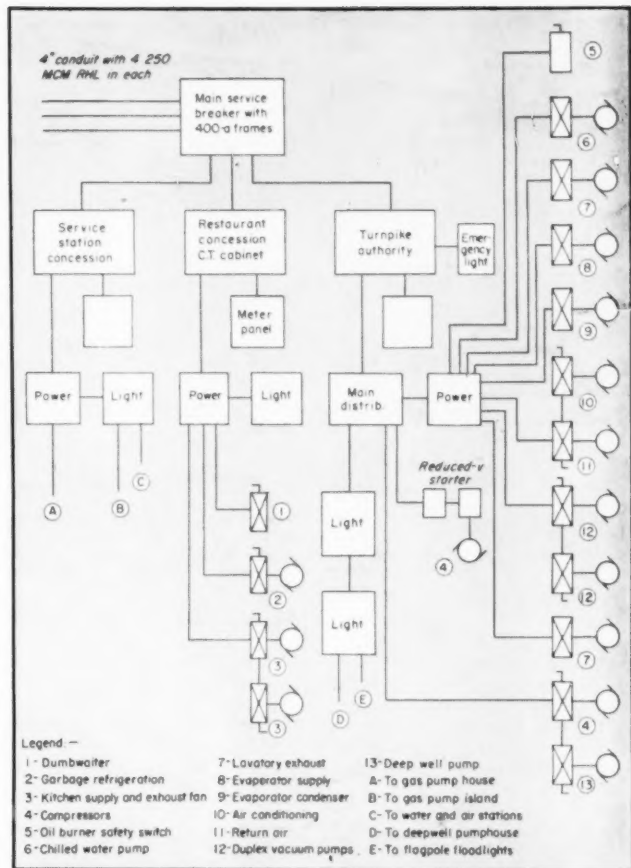 4" conduit with 4 250
MCM RHL in each
Main service
breaker with
400-a frames
Service
station
concession
Restaurant
concession
C.T. cabinet
Turnpike
authority
Emer-
gency
light
Meter
panel
Power
Light
Power
Light
Main
distrib.
Power
Reduced-v
starter
Light
Light
A
B
C
D
E
1
2
3
3
4
5
6
7
8
9
10
11
12
12
7
4
13
Legend.—
1- Dumbwaiter
2- Garbage refrigeration
3- Kitchen supply and exhaust fan
4- Compressors
5- Oil burner safety switch
6- Chilled water pump
7- Lavatory exhaust
8- Evaporator supply
9- Evaporator condenser
10- Air conditioning
11- Return air
12- Duplex vacuum pumps
13- Deep well pump
A- To gas pump house
B- To gas pump island
C- To water and air stations
D- To deepwell pumphouse
E- To flagpole floodlights